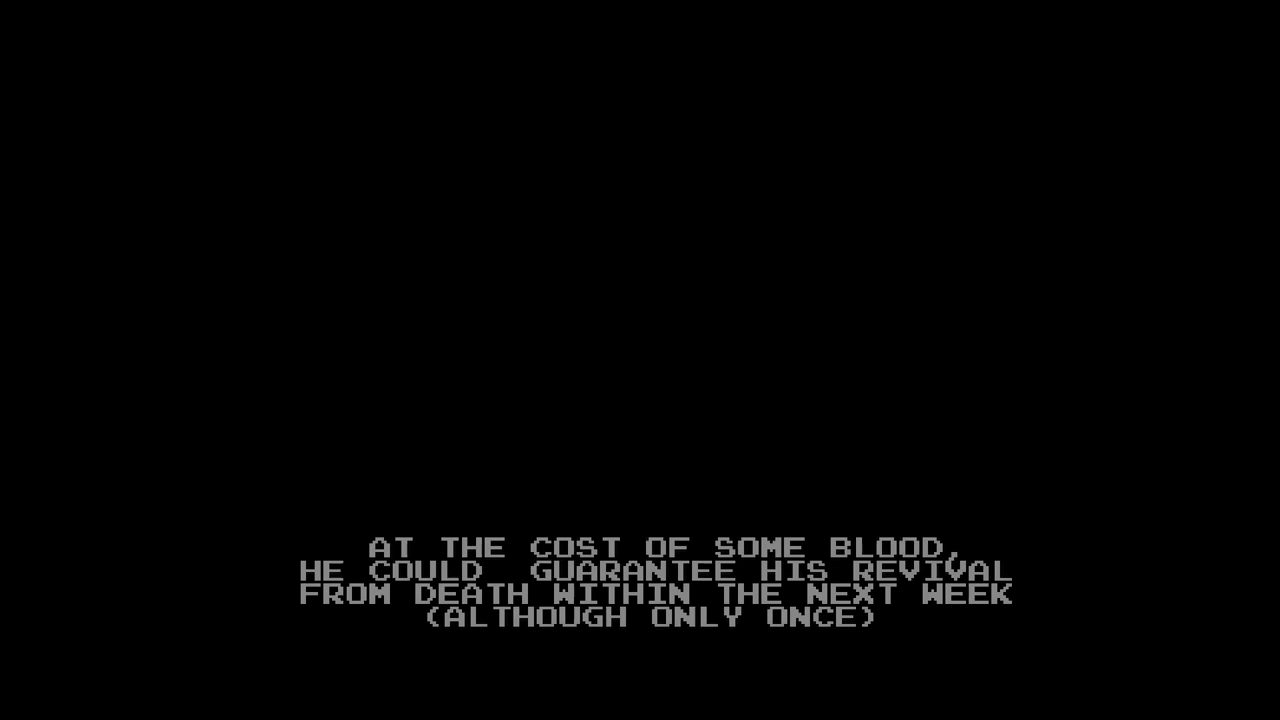 AT THE COST OF SOME BLOOD,
HE COULD  GUARANTEE HIS REVIVAL
FROM DEATH WITHIN THE NEXT WEEK
(ALTHOUGH ONLY ONCE)